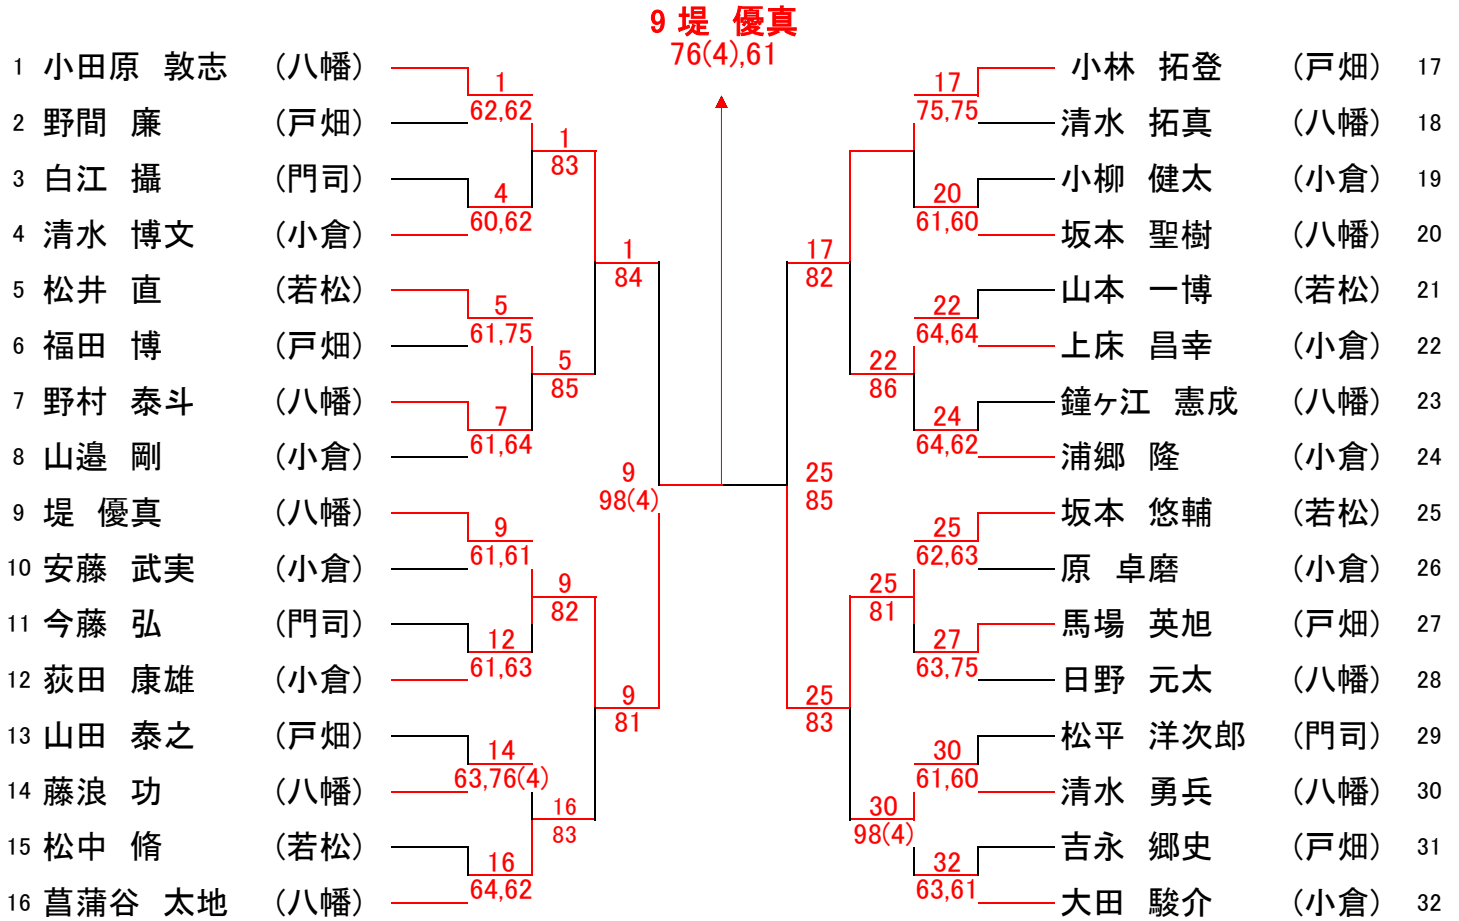 9 堤 優真
76(4),61
1 小田原 敦志 (八幡)
2 野間 廉 (戸畑)
3 白江 攝 (門司)
4 清水 博文 (小倉)
5 松井 直 (若松)
6 福田 博 (戸畑)
7 野村 泰斗 (八幡)
8 山邉 剛 (小倉)
9 堤 優真 (八幡)
10 安藤 武実 (小倉)
11 今藤 弘 (門司)
12 荻田 康雄 (小倉)
13 山田 泰之 (戸畑)
14 藤浪 功 (八幡)
15 松中 脩 (若松)
16 菖蒲谷 太地 (八幡)
1
62,62
4
60,62
5
61,75
7
61,64
9
61,61
12
61,63
14
63,76(4)
16
64,62
1
83
5
85
9
82
16
83
1
84
9
81
9
98(4)
25
85
17
82
25
83
22
86
25
81
30
98(4)
17
75,75
20
61,60
22
64,64
24
64,62
25
62,63
27
63,75
30
61,60
32
63,61
小林 拓登 (戸畑) 17
清水 拓真 (八幡) 18
小柳 健太 (小倉) 19
坂本 聖樹 (八幡) 20
山本 一博 (若松) 21
上床 昌幸 (小倉) 22
鐘ヶ江 憲成 (八幡) 23
浦郷 隆 (小倉) 24
坂本 悠輔 (若松) 25
原 卓磨 (小倉) 26
馬場 英旭 (戸畑) 27
日野 元太 (八幡) 28
松平 洋次郎 (門司) 29
清水 勇兵 (八幡) 30
吉永 郷史 (戸畑) 31
大田 駿介 (小倉) 32